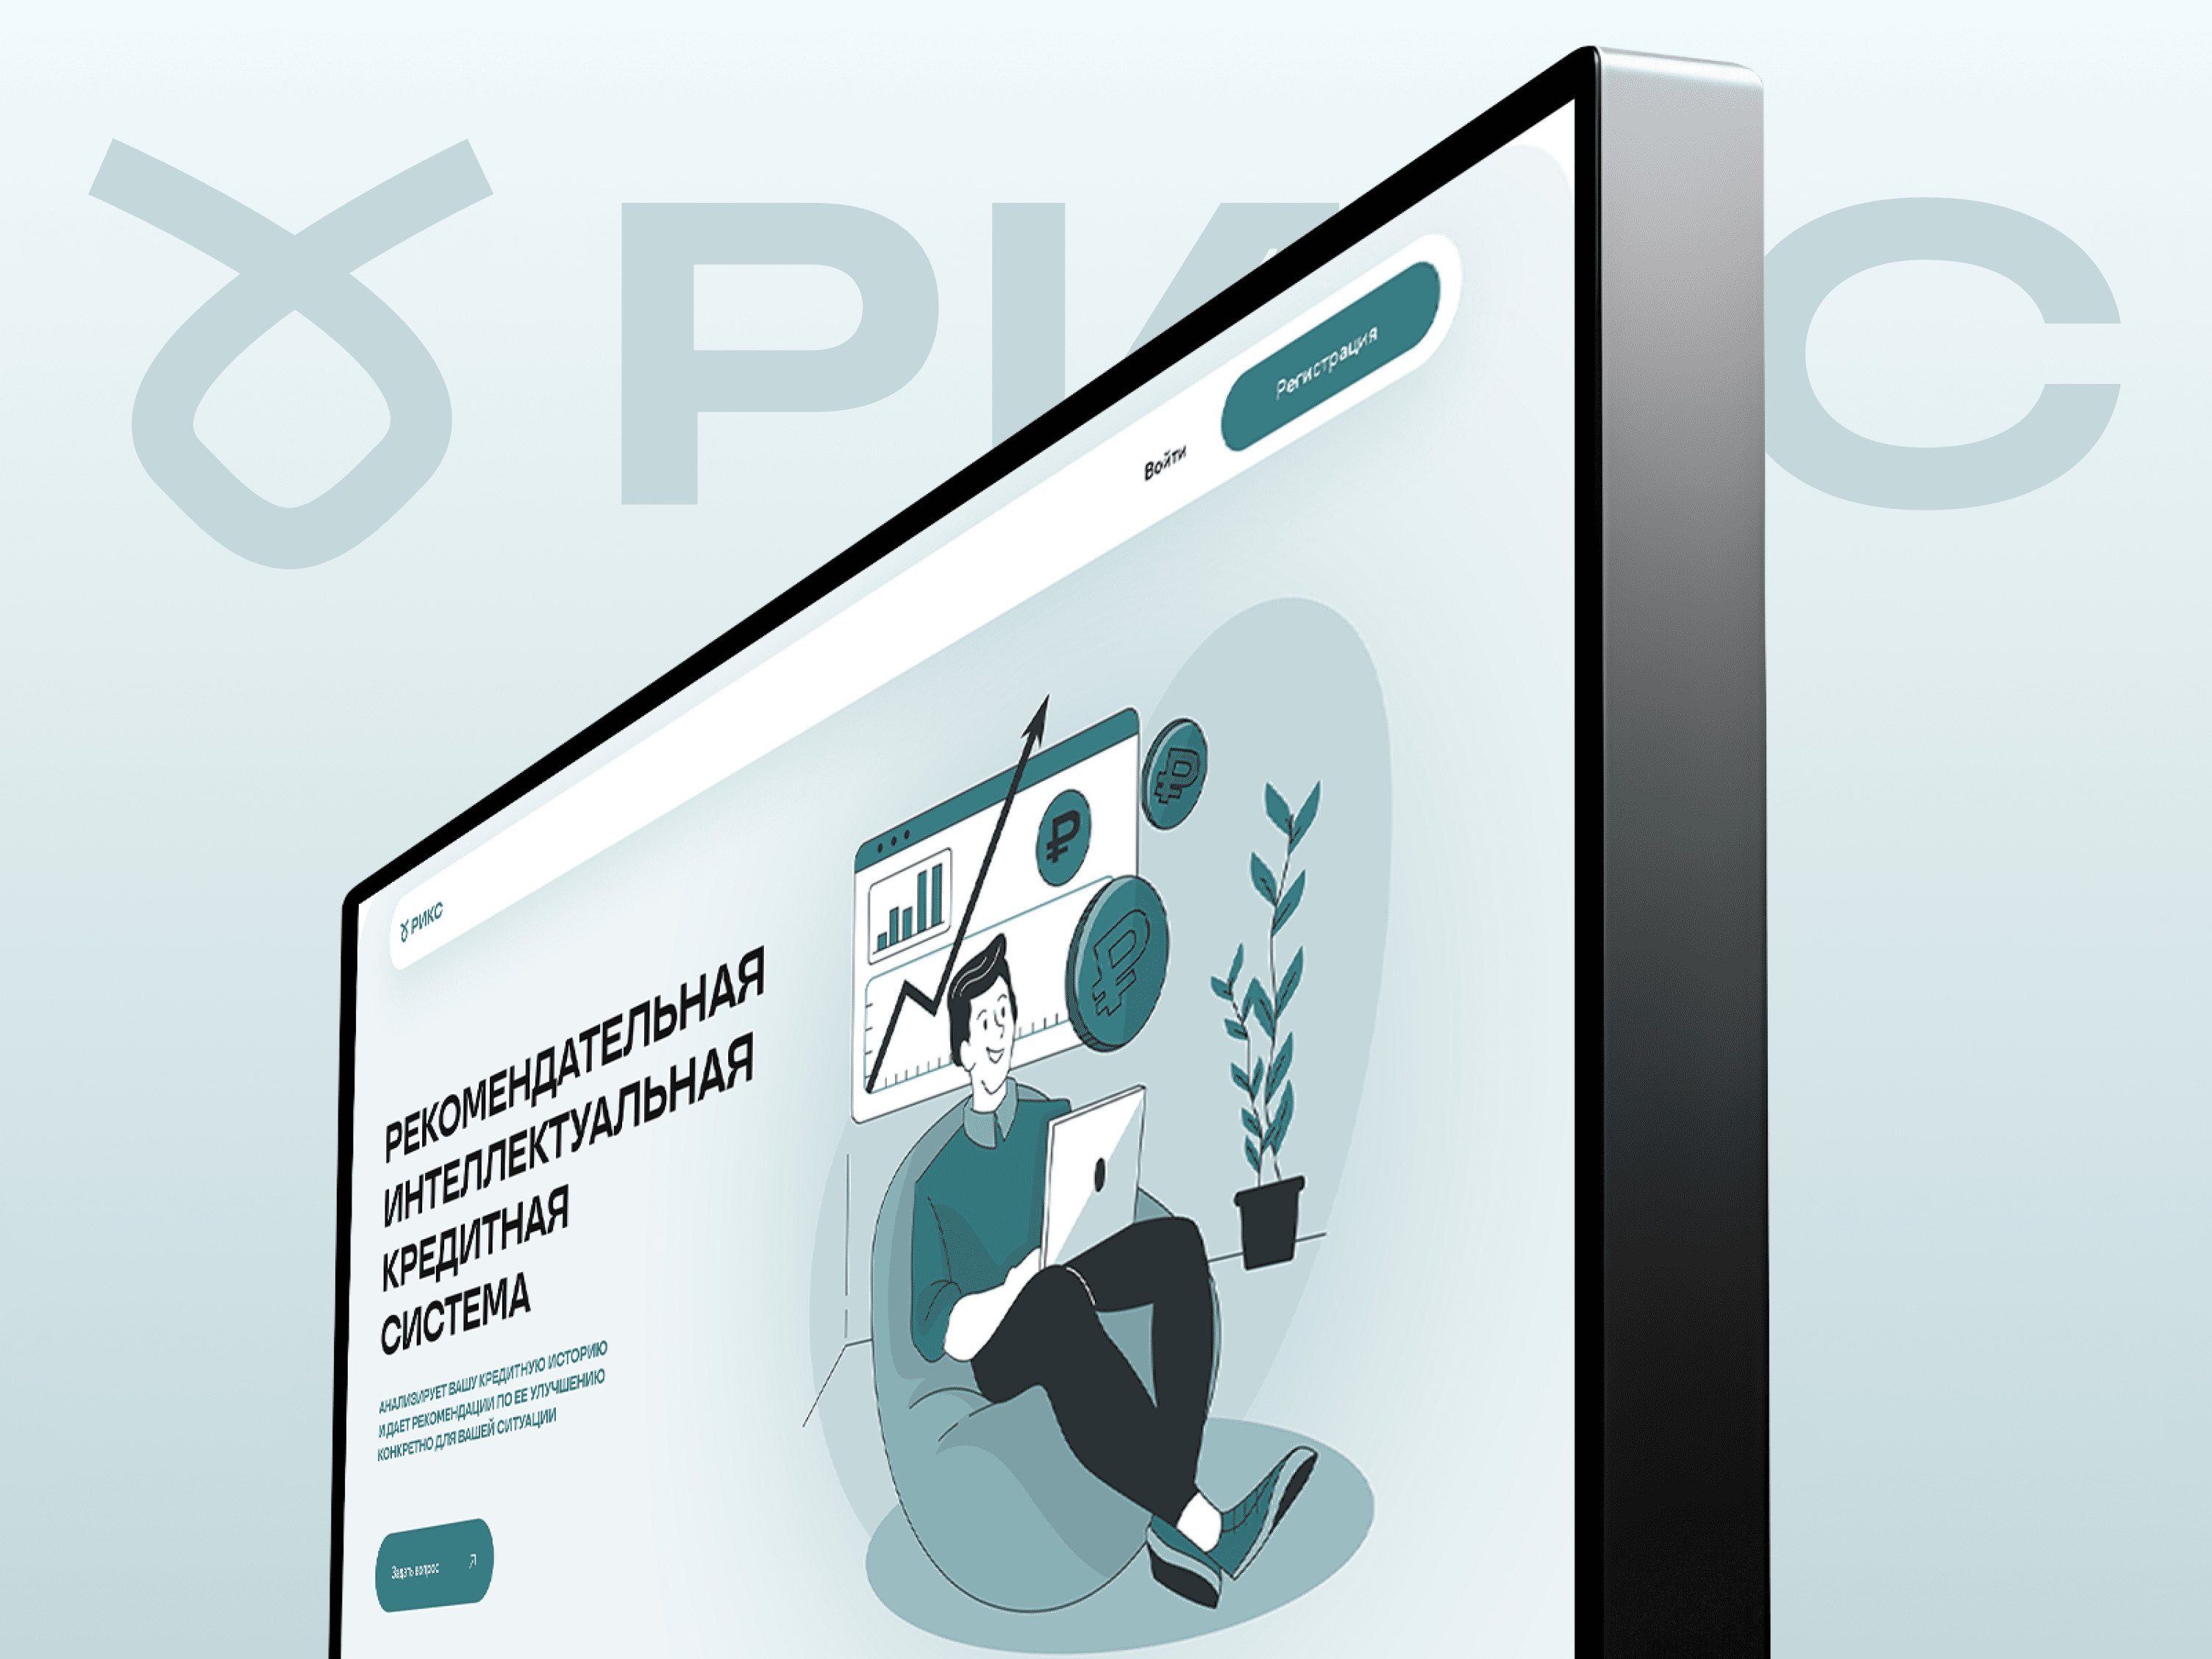 РИКС
Войти
Регистрация
РИКС
РЕКОМЕНДАТЕЛЬНАЯ
ИНТЕЛЛЕКТУАЛЬНАЯ
КРЕДИТНАЯ
СИСТЕМА
АНАЛИЗИРУЕТ ВАШУ КРЕДИТНУЮ ИСТОРИЮ
И ДАЕТ РЕКОМЕНДАЦИИ ПО ЕЕ УЛУЧШЕНИЮ
КОНКРЕТНО ДЛЯ ВАШЕЙ СИТУАЦИИ
Задать вопрос